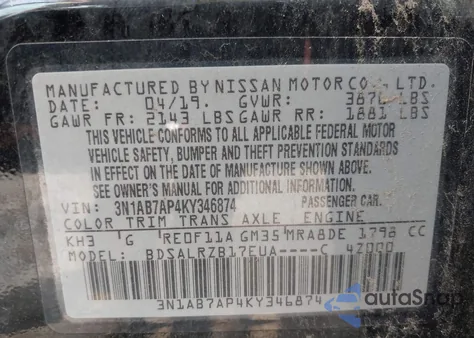 MANUFACTURED BY NISSAN MOTOR CO., LTD.
DATE: 04/19. GVWR: LBS
GAWR FR: 2143 LBS GAWR RR: 1881 LBS
THIS VEHICLE CONFORMS TO ALL APPLICABLE FEDERAL MOTOR
VEHICLE SAFETY, BUMPER AND THEFT PREVENTION STANDARDS
IN EFFECT ON THE DATE OF MANUFACTURE SHOWN ABOVE.
SEE OWNER'S MANUAL FOR ADDITIONAL INFORMATION.
VIN: 3N1AB7AP4KY346874 PASSENGER CAR.
COLOR TRIM TRANS AXLE ENGINE
KH3 G RE0F11A GM35 MRA8DE 1798 CC
MODEL: BDSALRZB17EUA----C 4Z000
3N1AB7AP4KY346874
autaSnap